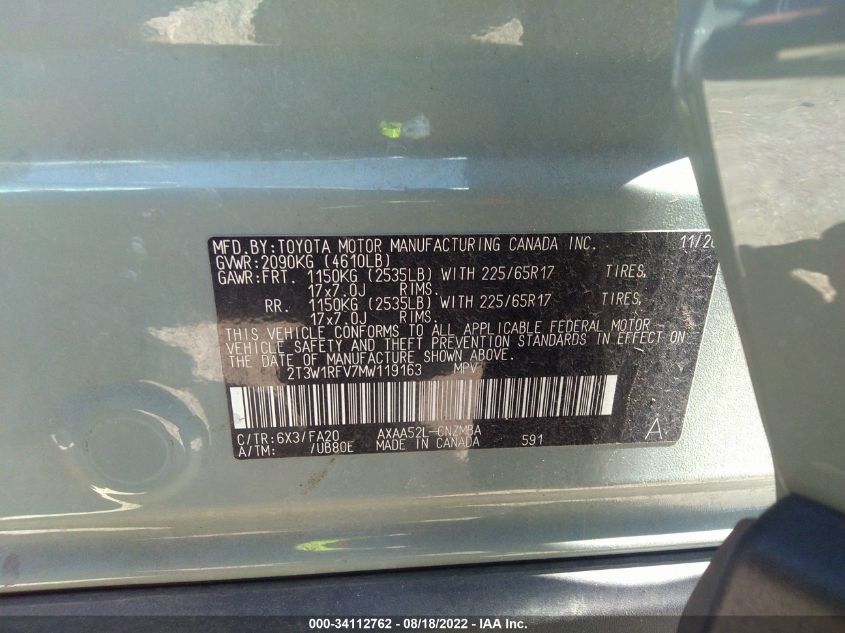 MFD.BY:TOYOTA MOTOR MANUFACTURING CANADA INC. 11/20
GVWR:2090KG (4610LB)
GAWR:FRT. 1150KG (2535LB) WITH 225/65R17 TIRES,
17x7.0J RIMS.
RR. 1150KG (2535LB) WITH 225/65R17 TIRES,
17x7.0J RIMS.
THIS VEHICLE CONFORMS TO ALL APPLICABLE FEDERAL MOTOR
VEHICLE SAFETY AND THEFT PREVENTION STANDARDS IN EFFECT ON
THE DATE OF MANUFACTURE SHOWN ABOVE.
2T3W1RFV7MW119163 MPV
C/TR:6X3/FA20 AXAA52L-CNZMBA
A/TM: /UB80E MADE IN CANADA 591 A
000-34112762 - 08/18/2022 - IAA Inc.